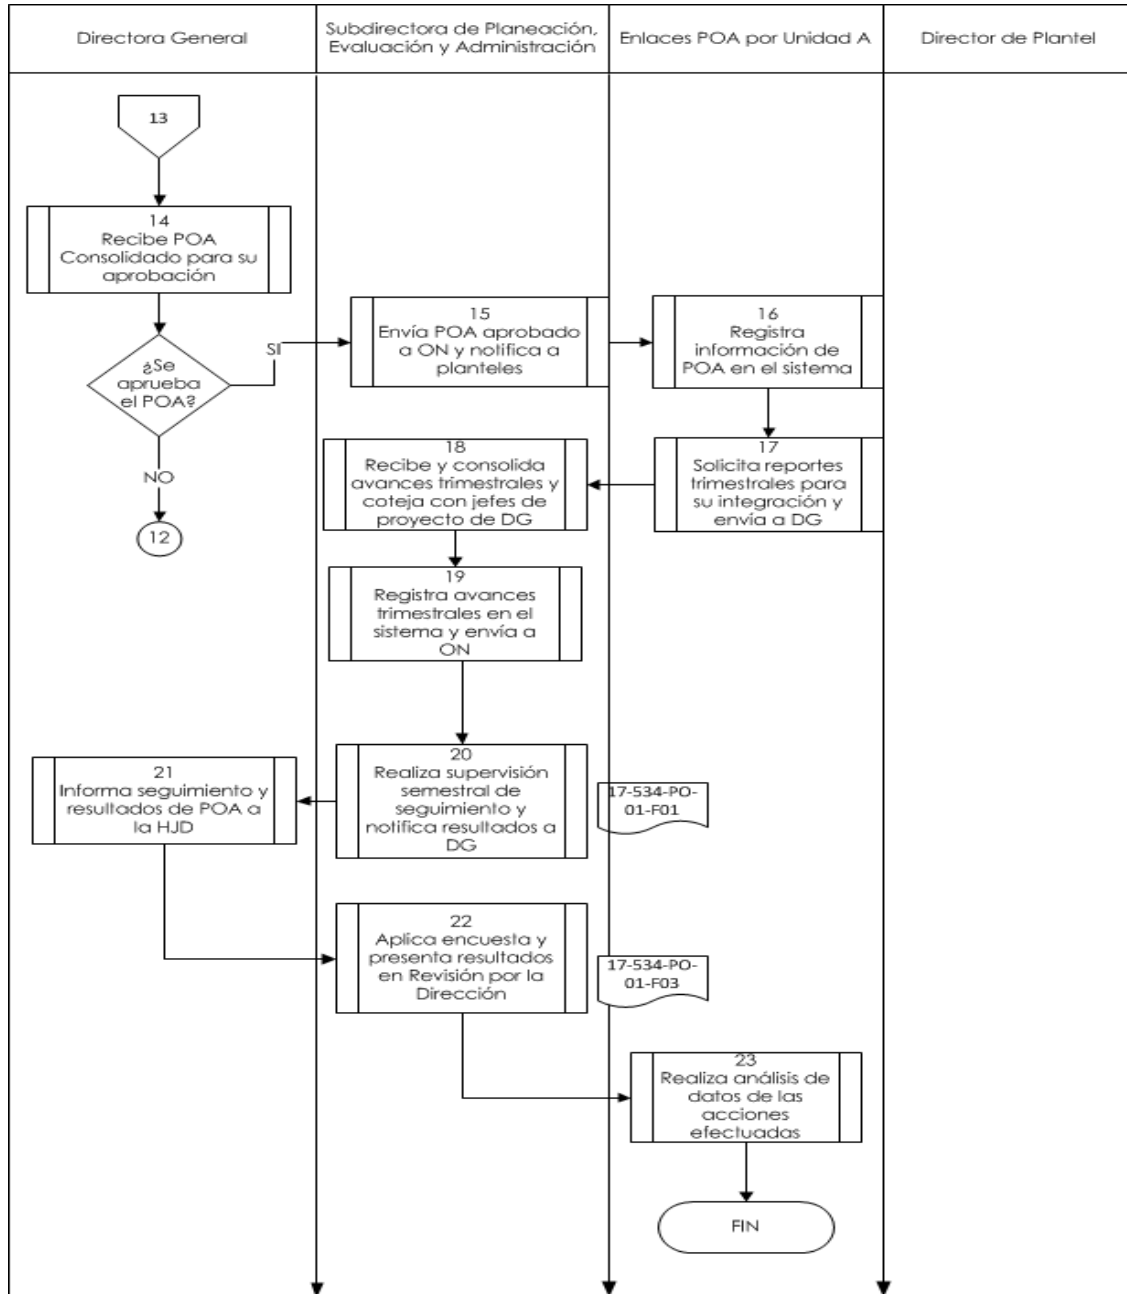 Directora General
Subdirectora de Planeación,
Evaluación y Administración
Enlaces POA por Unidad A
Director de Plantel
13
14
Recibe POA
Consolidado para su
aprobación
¿Se
aprueba
el POA?
SI
NO
12
15
Envía POA aprobado
a ON y notifica a
planteles
16
Registra
información de
POA en el sistema
17
Solicita reportes
trimestrales para
su integración y
envía a DG
18
Recibe y consolida
avances trimestrales y
coteja con jefes de
proyecto de DG
19
Registra avances
trimestrales en el
sistema y envía a
ON
20
Realiza supervisión
semestral de
seguimiento y
notifica resultados a
DG
17-534-PO-
01-F01
21
Informa seguimiento y
resultados de POA a
la HJD
22
Aplica encuesta y
presenta resultados
en Revisión por la
Dirección
17-534-PO-
01-F03
23
Realiza análisis de
datos de las
acciones
efectuadas
FIN